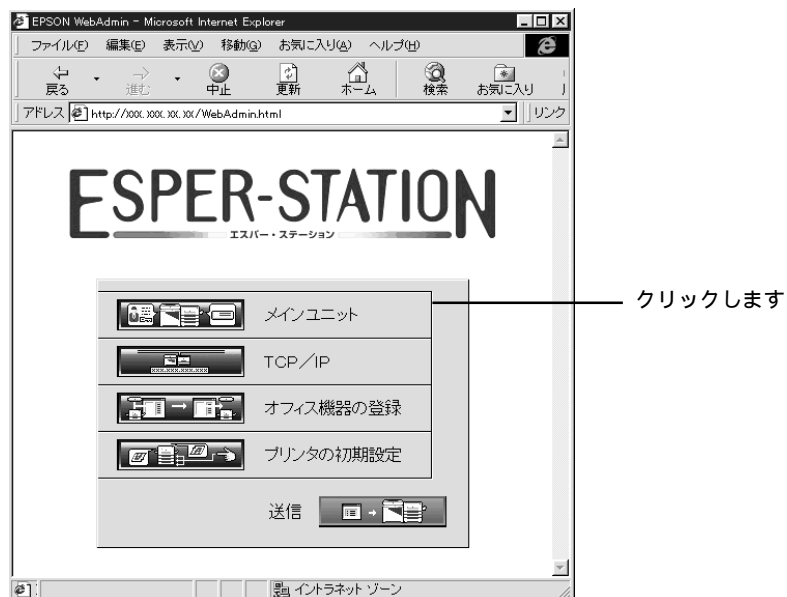 EPSON WebAdmin - Microsoft Internet Explorer
ファイル(F) 編集(E) 表示(V) 移動(G) お気に入り(A) ヘルプ(H)
戻る 進む 中止 更新 ホーム 検索 お気に入り
アドレス http://XXX.XXX.XX.XX/WebAdmin.html リンク
ESPER-STATION
エスパー・ステーション
メインユニット
クリックします
xxx.xxx.xxx.xxx
TCP/IP
オフィス機器の登録
プリンタの初期設定
送信
イントラネット ゾーン